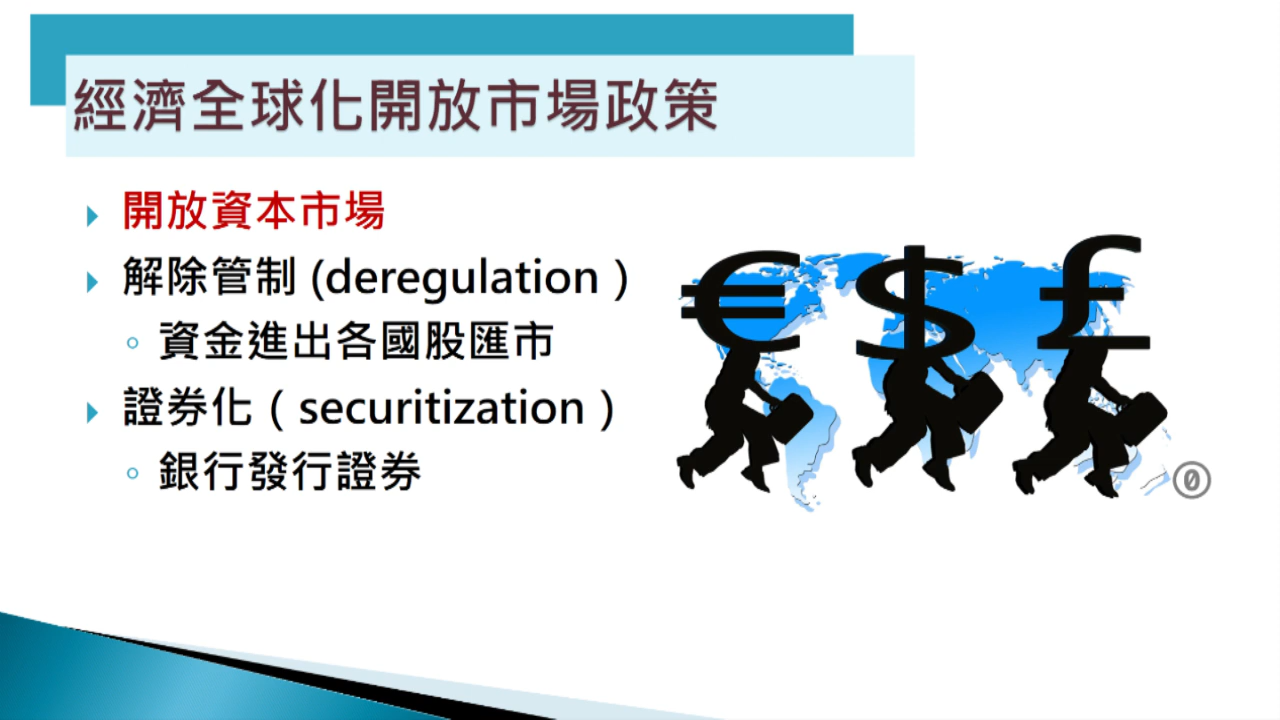 經濟全球化開放市場政策
開放資本市場
解除管制 (deregulation）
資金進出各國股匯市
證券化（securitization）
銀行發行證券
€ $ £
0